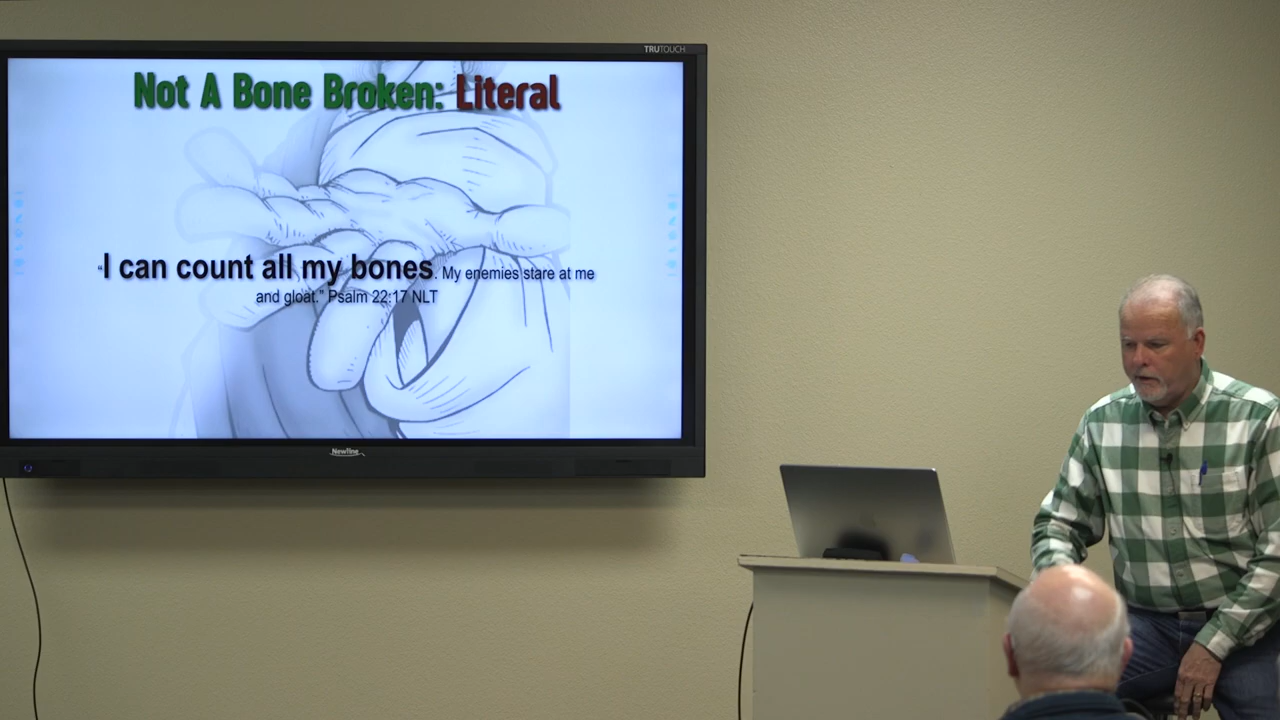 TRUTOUCH
Not A Bone Broken: Literal
“I can count all my bones. My enemies stare at me
and gloat.” Psalm 22:17 NLT
Newline